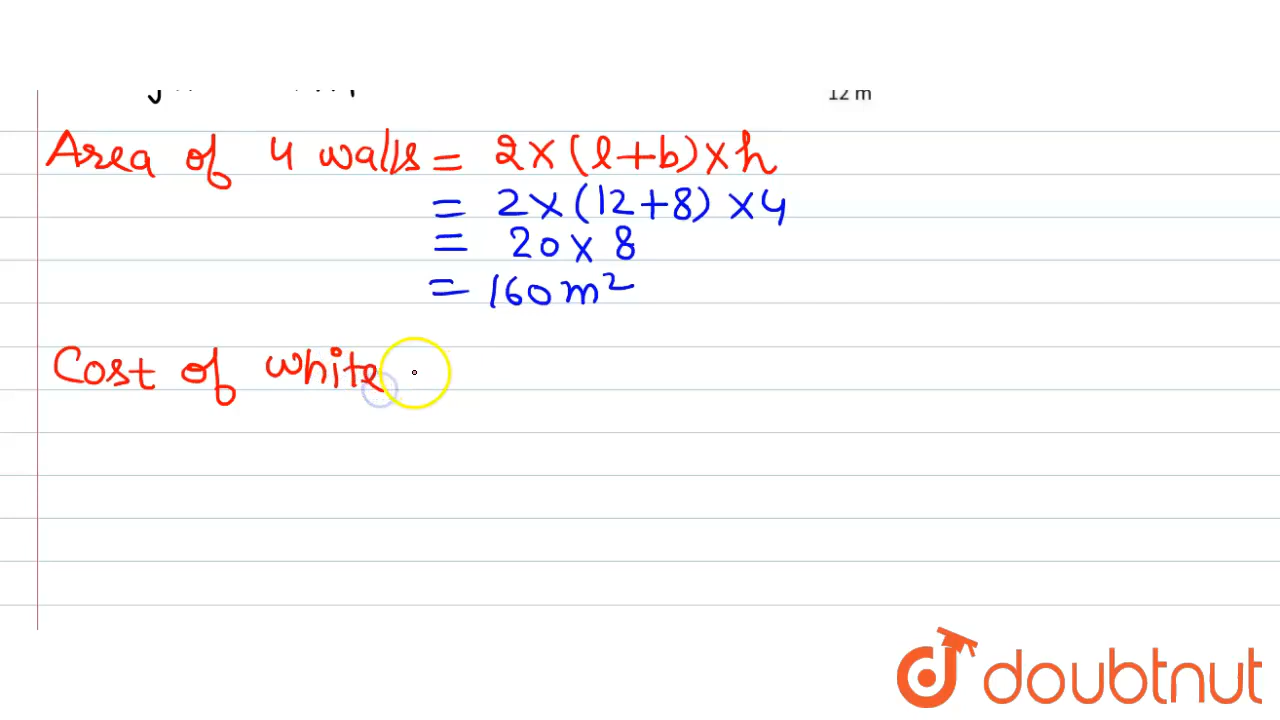 12 m
Area of 4 walls = 2 × (l + b) × h
= 2 × (12 + 8) × 4
= 20 × 8
= 160 m²
Cost of white
doubtnut